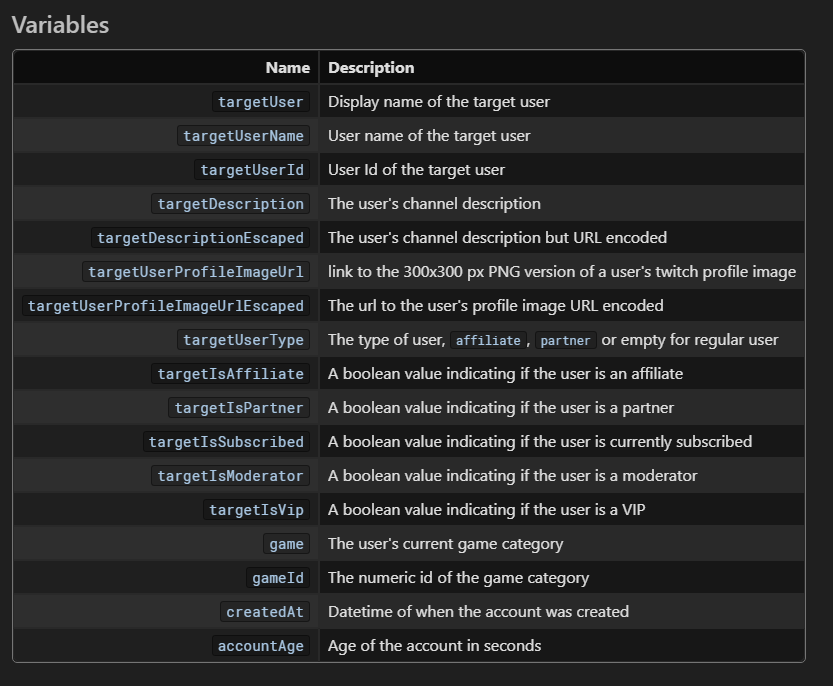 Variables
Name Description
targetUser Display name of the target user
targetUserName User name of the target user
targetUserId User Id of the target user
targetDescription The user's channel description
targetDescriptionEscaped The user's channel description but URL encoded
targetUserProfileImageUrl link to the 300x300 px PNG version of a user's twitch profile image
targetUserProfileImageUrlEscaped The url to the user's profile image URL encoded
targetUserType The type of user, affiliate, partner or empty for regular user
targetIsAffiliate A boolean value indicating if the user is an affiliate
targetIsPartner A boolean value indicating if the user is a partner
targetIsSubscribed A boolean value indicating if the user is currently subscribed
targetIsModerator A boolean value indicating if the user is a moderator
targetIsVip A boolean value indicating if the user is a VIP
game The user's current game category
gameId The numeric id of the game category
createdAt Datetime of when the account was created
accountAge Age of the account in seconds